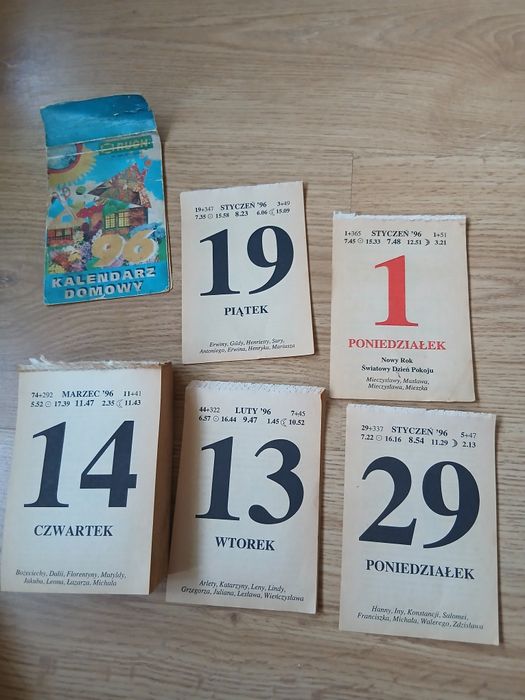 RUCH
96
KALENDARZ
DOMOWY
19+347 STYCZEŃ '96 3+49
7.35 15.58 8.23 6.06 15.09
19
PIĄTEK
Erwiny, Gildy, Henriety, Sary,
Antoniego, Erwina, Henryka, Mariusza
1+365 STYCZEŃ '96 1+51
7.45 15.33 7.48 12.51 3.21
1
PONIEDZIAŁEK
Nowy Rok
Światowy Dzień Pokoju
Mieczysławy, Masława,
Mieczysława, Mieszka
74+292 MARZEC '96 11+41
5.52 17.39 11.47 2.35 11.43
14
CZWARTEK
Bożeciechy, Dalii, Florentyny, Matyldy,
Jakuba, Leona, Łazarza, Michała
44+322 LUTY '96 7+45
6.57 16.44 9.47 1.45 10.52
13
WTOREK
Arlety, Katarzyny, Leny, Lindy,
Grzegorza, Juliana, Lesława, Wieńczysława
29+337 STYCZEŃ '96 5+47
7.22 16.16 8.54 11.29 2.13
29
PONIEDZIAŁEK
Hanny, Iny, Konstancji, Salomei,
Franciszka, Michała, Walerego, Zdzisława